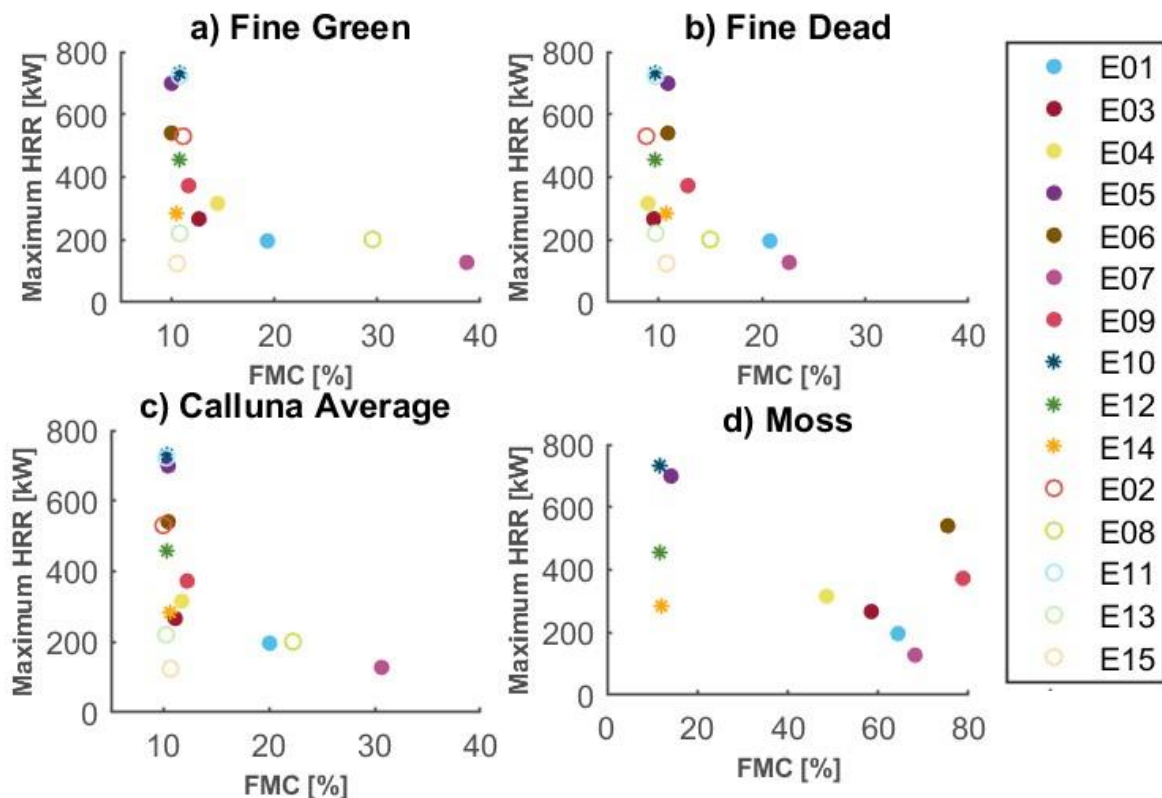 a) Fine Green
Maximum HRR [kW]
800
600
400
200
0
10
20
30
40
FMC [%]
b) Fine Dead
Maximum HRR [kW]
800
600
400
200
0
10
20
30
40
FMC [%]
c) Calluna Average
Maximum HRR [kW]
800
600
400
200
0
10
20
30
40
FMC [%]
d) Moss
Maximum HRR [kW]
800
600
400
200
0
0
20
40
60
80
FMC [%]
E01
E03
E04
E05
E06
E07
E09
E10
E12
E14
E02
E08
E11
E13
E15